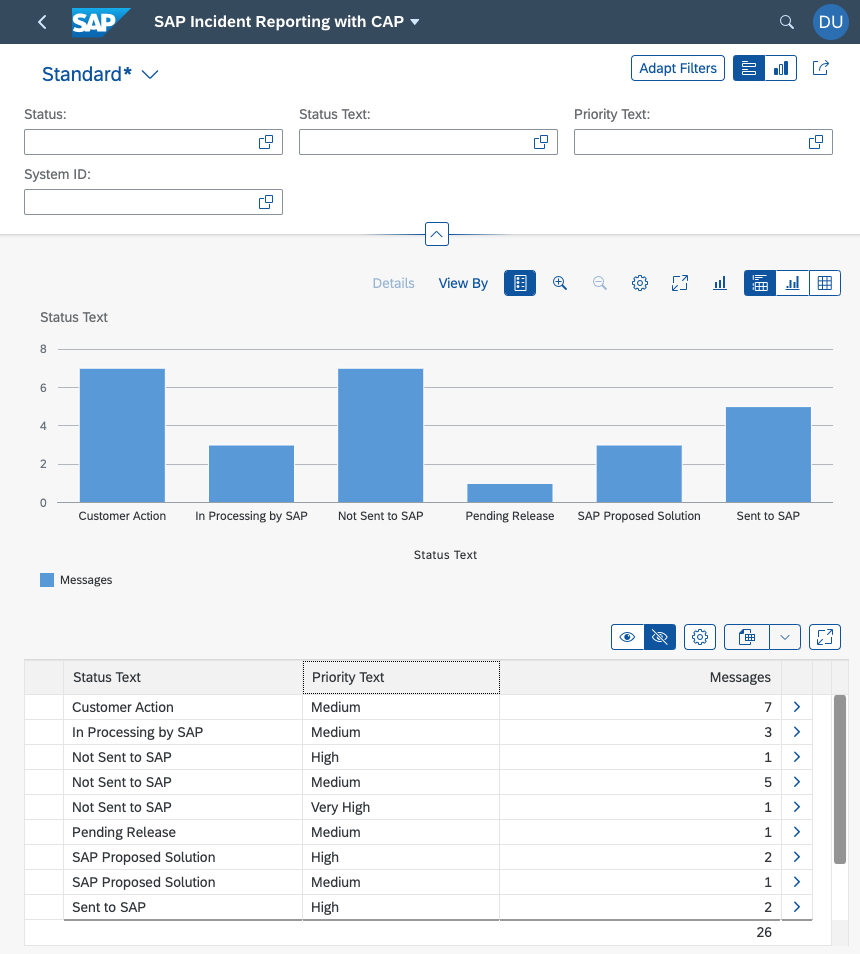 SAP SAP Incident Reporting with CAP DU
Standard* Adapt Filters
Status: Status Text: Priority Text:
System ID:
Details View By
Status Text
8
6
4
2
0
Customer Action In Processing by SAP Not Sent to SAP Pending Release SAP Proposed Solution Sent to SAP
Status Text
Messages
Status Text Priority Text Messages
Customer Action Medium 7
In Processing by SAP Medium 3
Not Sent to SAP High 1
Not Sent to SAP Medium 5
Not Sent to SAP Very High 1
Pending Release Medium 1
SAP Proposed Solution High 2
SAP Proposed Solution Medium 1
Sent to SAP High 2
26